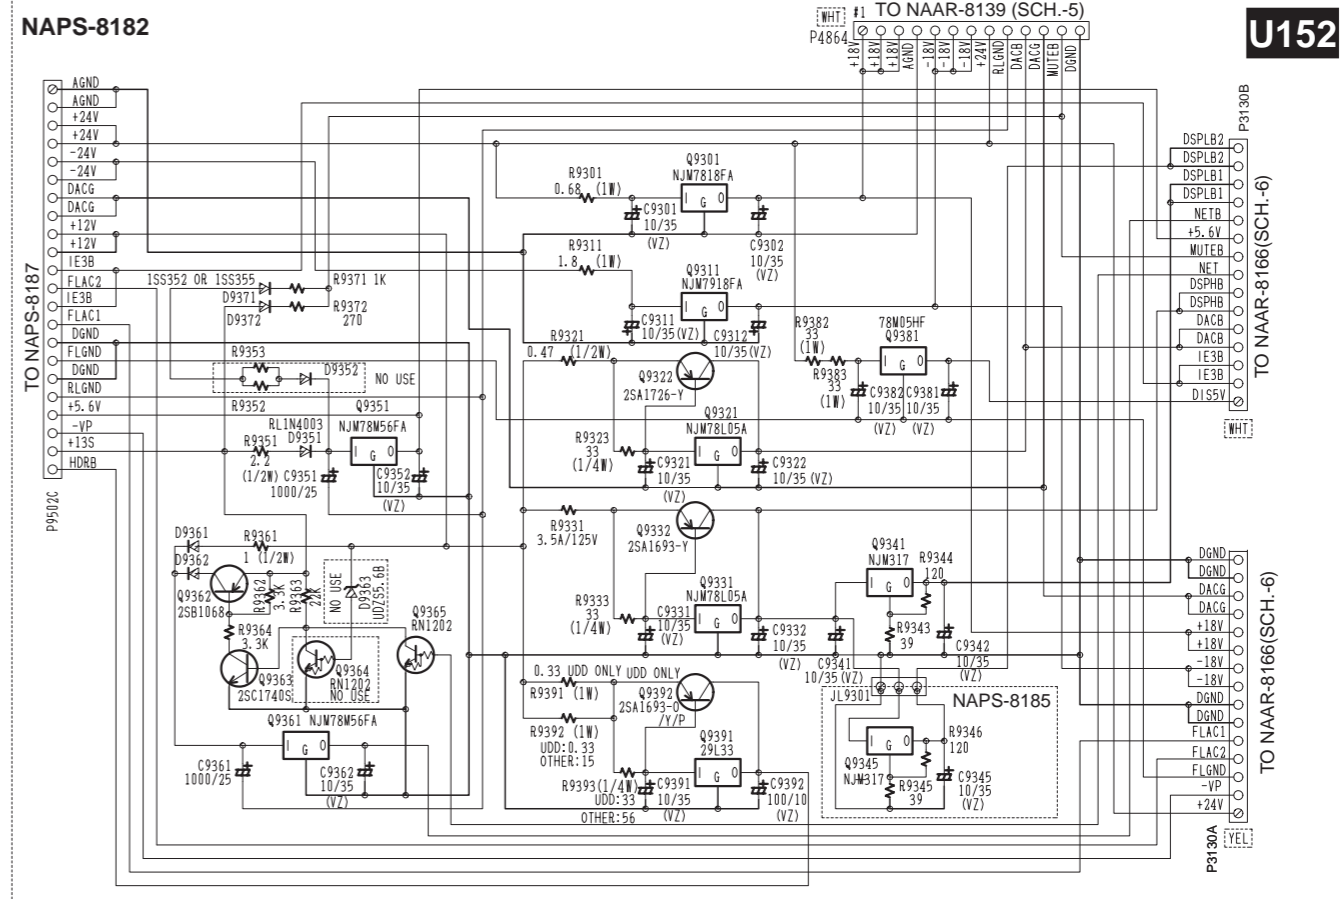 NAPS-8182
U152
TO NAAR-8139 (SCH.-5)
WHT
#1
P4864
+18V
+18V
+18V
AGND
-18V
-18V
-18V
+24V
RLGND
DACB
DACG
MUTEB
DGND
TO NAPS-8187
P9502C
AGND
AGND
+24V
+24V
-24V
-24V
DACG
DACG
+12V
+12V
IE3B
FLAC2
IE3B
FLAC1
DGND
FLGND
DGND
RLGND
+5.6V
-VP
+13S
HDRB
1SS352 OR 1SS355
D9371
D9372
R9371 1K
R9372
270
R9353
D9352
NO USE
R9352
RL1N4003
R9351
D9351
2.2
(1/2W)
C9351
1000/25
Q9351
NJM78M56FA
I G O
C9352
10/35
(VZ)
D9361
D9362
R9361
1 (1/2W)
Q9362
2SB1068
R9362
3.3K
R9363
22K
NO USE
D9363
UDZS5.6B
Q9365
RN1202
R9364
3.3K
Q9363
2SC1740S
Q9364
RN1202
NO USE
Q9361 NJM78M56FA
I G O
C9361
1000/25
C9362
10/35
(VZ)
R9301
0.68 (1W)
Q9301
NJM7818FA
I G O
C9301
10/35
(VZ)
C9302
10/35
(VZ)
R9311
1.8 (1W)
Q9311
NJM7918FA
I G O
C9311
10/35(VZ)
C9312
10/35(VZ)
R9321
0.47 (1/2W)
Q9322
2SA1726-Y
Q9321
NJM78L05A
I G O
R9323
33
(1/4W)
C9321
10/35
(VZ)
C9322
10/35(VZ)
R9382
33
(1W)
R9383
33
(1W)
78M05HF
Q9381
I G O
C9382
10/35
(VZ)
C9381
10/35
(VZ)
R9331
3.5A/125V
Q9332
2SA1693-Y
Q9331
NJM78L05A
I G O
R9333
33
(1/4W)
C9331
10/35
(VZ)
C9332
10/35
(VZ)
Q9341
NJM317
I G O
R9344
120
R9343
39
C9341
10/35(VZ)
C9342
10/35
(VZ)
0.33 UDD ONLY
R9391 (1W)
UDD ONLY
Q9392
2SA1693-O
/Y/P
R9392 (1W)
UDD:0.33
OTHER:15
Q9391
29L33
I G O
R9393(1/4W)
UDD:33
OTHER:56
C9391
10/35
(VZ)
C9392
100/10
(VZ)
JL9301
NAPS-8185
Q9345
NJM317
I G O
R9346
120
R9345
39
C9345
10/35
(VZ)
P3130B
TO NAAR-8166(SCH.-6)
DSPLB2
DSPLB2
DSPLB1
DSPLB1
NETB
+5.6V
MUTEB
NET
DSPHB
DSPHB
DACB
DACB
IE3B
IE3B
DIS5V
WHT
TO NAAR-8166(SCH.-6)
DGND
DGND
DACG
DACG
+18V
+18V
-18V
-18V
DGND
DGND
FLAC1
FLAC2
FLGND
-VP
+24V
P3130A
YEL